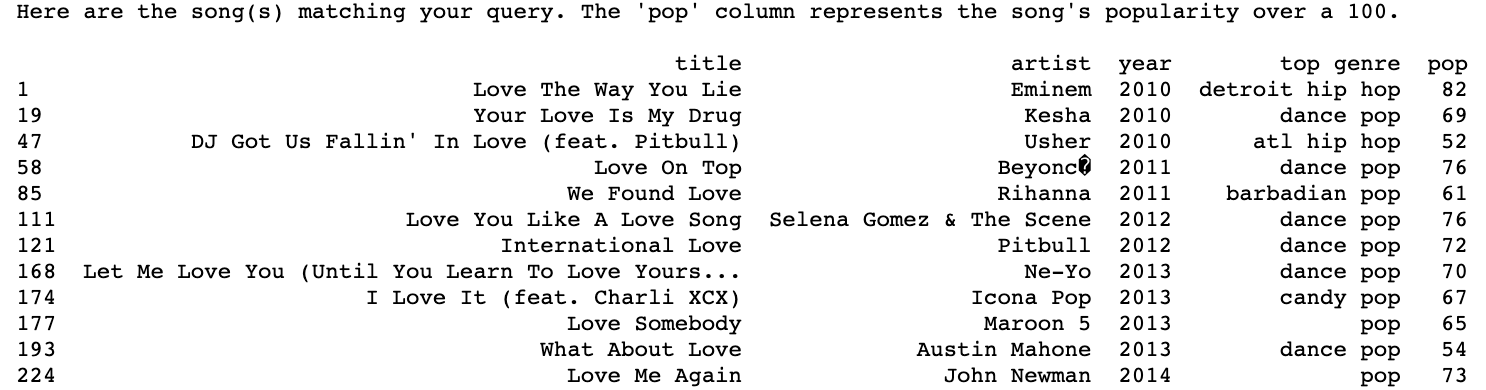 Here are the song(s) matching your query. The 'pop' column represents the song's popularity over a 100.
title artist year top genre pop
1 Love The Way You Lie Eminem 2010 detroit hip hop 82
19 Your Love Is My Drug Kesha 2010 dance pop 69
47 DJ Got Us Fallin' In Love (feat. Pitbull) Usher 2010 atl hip hop 52
58 Love On Top Beyonc� 2011 dance pop 76
85 We Found Love Rihanna 2011 barbadian pop 61
111 Love You Like A Love Song Selena Gomez & The Scene 2012 dance pop 76
121 International Love Pitbull 2012 dance pop 72
168 Let Me Love You (Until You Learn To Love Yours... Ne-Yo 2013 dance pop 70
174 I Love It (feat. Charli XCX) Icona Pop 2013 candy pop 67
177 Love Somebody Maroon 5 2013 pop 65
193 What About Love Austin Mahone 2013 dance pop 54
224 Love Me Again John Newman 2014 pop 73